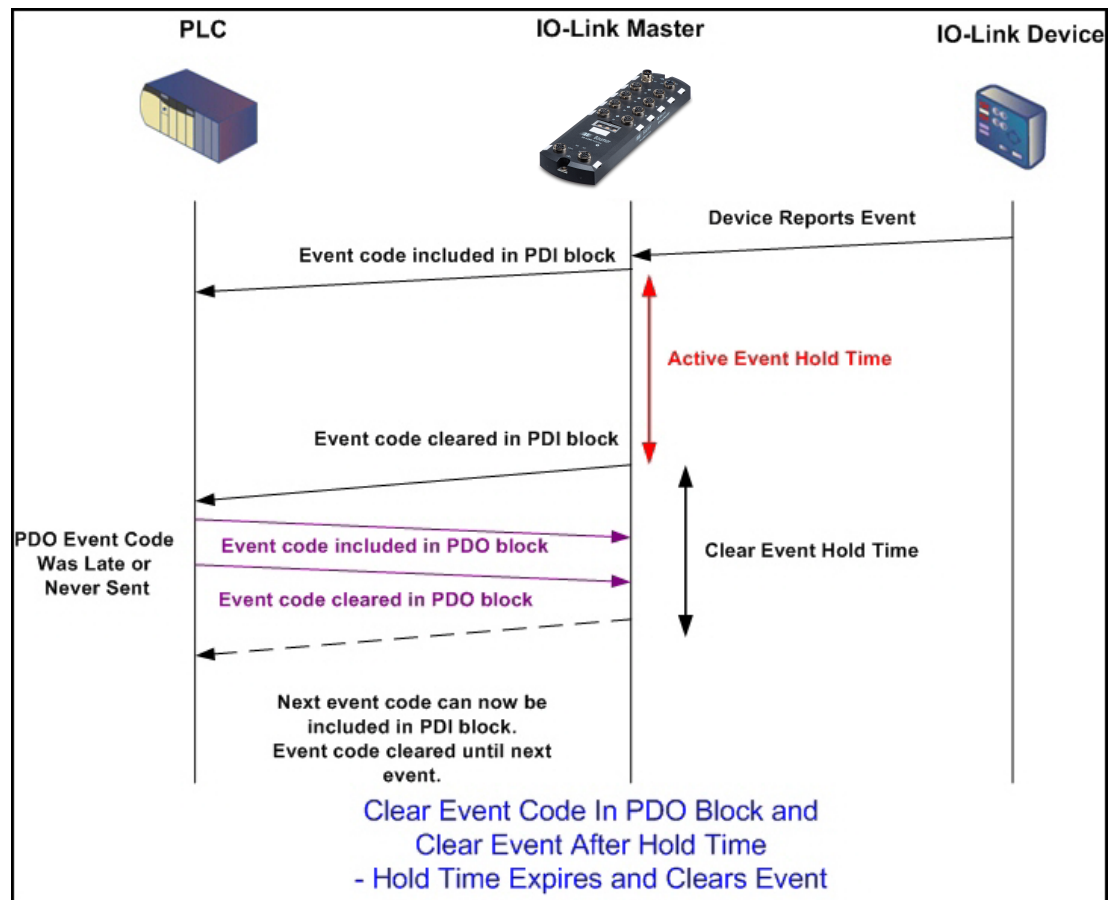 PLC
IO-Link Master
IO-Link Device
Device Reports Event
Event code included in PDI block
Active Event Hold Time
Event code cleared in PDI block
PDO Event Code
Was Late or
Never Sent
Event code included in PDO block
Clear Event Hold Time
Event code cleared in PDO block
Next event code can now be
included in PDI block.
Event code cleared until next
event.
Clear Event Code In PDO Block and
Clear Event After Hold Time
- Hold Time Expires and Clears Event